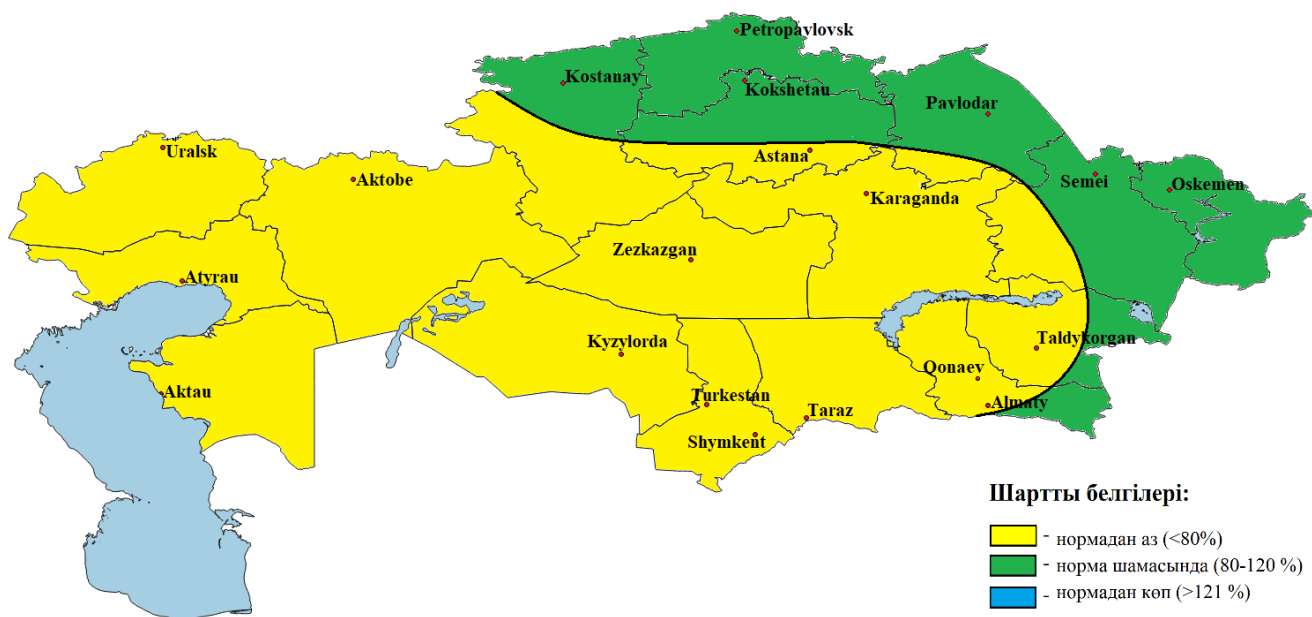 Petropavlovsk
Kostanay
Kokshetau
Pavlodar
Uralsk
Astana
Aktobe
Semei
Oskemen
Karaganda
Zezkazgan
Atyrau
Kyzylorda
Taldykorgan
Qonaev
Aktau
Turkestan
Taraz
Almaty
Shymkent
Шартты белгілері:
- нормадан аз (<80%)
- норма шамасында (80-120 %)
- нормадан көп (>121 %)